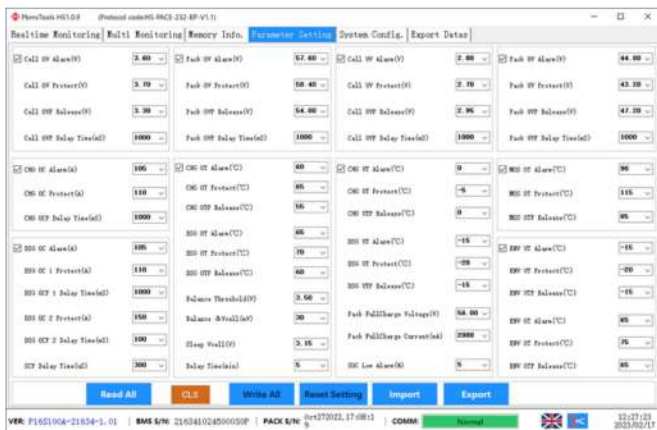 PbmsTools HS1.0.9 (Protocol code:HS-PACE-232-BP-V1.1)
Realtime Monitoring Multi Monitoring Memory Info. Parameter Setting System Config. Export Datas
Cell OV Alarm(V) 3.60 Pack OV Alarm(V) 57.60 Cell UV Alarm(V) 2.80 Pack UV Alarm(V) 44.80
Cell OV Protect(V) 3.70 Pack OV Protect(V) 58.40 Cell UV Protect(V) 2.70 Pack UV Protect(V) 43.20
Cell OVP Release(V) 3.38 Pack OVP Release(V) 54.00 Cell UVP Release(V) 2.95 Pack UVP Release(V) 47.20
Cell OVP Delay Time(mS) 1000 Pack OVP Delay Time(mS) 1000 Cell UVP Delay Time(mS) 1000 Pack UVP Delay Time(mS) 1000
CHG OC Alarm(A) 105 CHG OT Alarm(℃) 60 CHG UT Alarm(℃) 0 MOS OT Alarm(℃) 90
CHG OC Protect(A) 110 CHG OT Protect(℃) 65 CHG UT Protect(℃) -5 MOS OT Protect(℃) 115
CHG OCP Delay Time(mS) 1000 CHG OTP Release(℃) 55 CHG UTP Release(℃) 0 MOS OTP Release(℃) 85
DSG OC Alarm(A) 105 DSG OT Alarm(℃) 65 DSG UT Alarm(℃) -15 ENV UT Alarm(℃) -15
DSG OC 1 Protect(A) 110 DSG OT Protect(℃) 70 DSG UT Protect(℃) -20 ENV UT Protect(℃) -20
DSG OCP 1 Delay Time(mS) 1000 DSG OTP Release(℃) 60 DSG UTP Release(℃) -15 ENV UTP Release(℃) -15
DSG OC 2 Protect(A) 150 Balance Threshold(V) 3.50 Pack FullCharge Voltage(V) 56.00 ENV OT Alarm(℃) 65
DSG OCP 2 Delay Time(mS) 100 Balance ΔVcell(mV) 30 Pack FullCharge Current(mA) 2000 ENV OT Protect(℃) 75
SCP Delay Time(uS) 300 Sleep Vcell(V) 3.15 SOC Low Alarm(%) 5 ENV OTP Release(℃) 65
Delay Time(min) 5
Read All CLS Write All Reset Setting Import Export
VER: P16S100A-21634-1.01 BMS S/N: 216341024500030P PACK S/N: Oct272022,17:08:1
9 COMM: Normal HC 12:27:23
2023/02/17